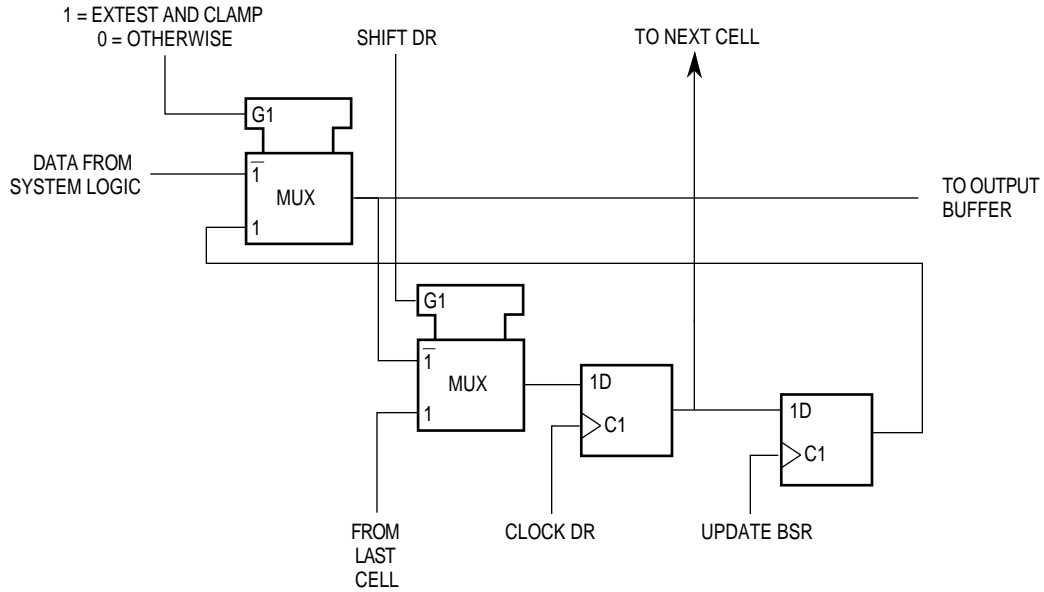 1 = EXTEST AND CLAMP
0 = OTHERWISE
SHIFT DR
TO NEXT CELL
G1
DATA FROM
SYSTEM LOGIC
1
MUX
1
TO OUTPUT
BUFFER
G1
1
MUX
1
1D
C1
1D
C1
FROM
LAST
CELL
CLOCK DR
UPDATE BSR